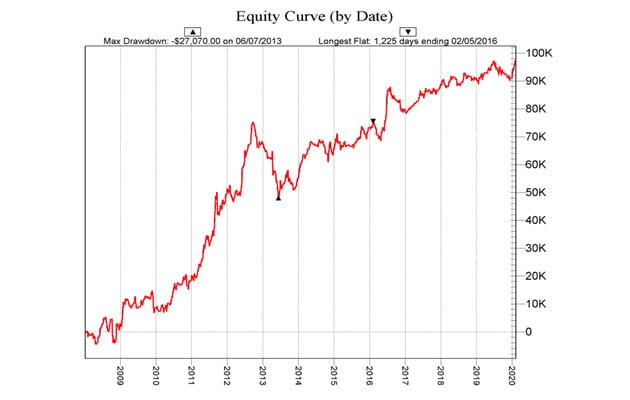 Equity Curve (by Date)
Max Drawdown: -$27,070.00 on 06/07/2013 Longest Flat: 1,225 days ending 02/05/2016
100K
90K
80K
70K
60K
50K
40K
30K
20K
10K
0
2009 2010 2011 2012 2013 2014 2015 2016 2017 2018 2019 2020